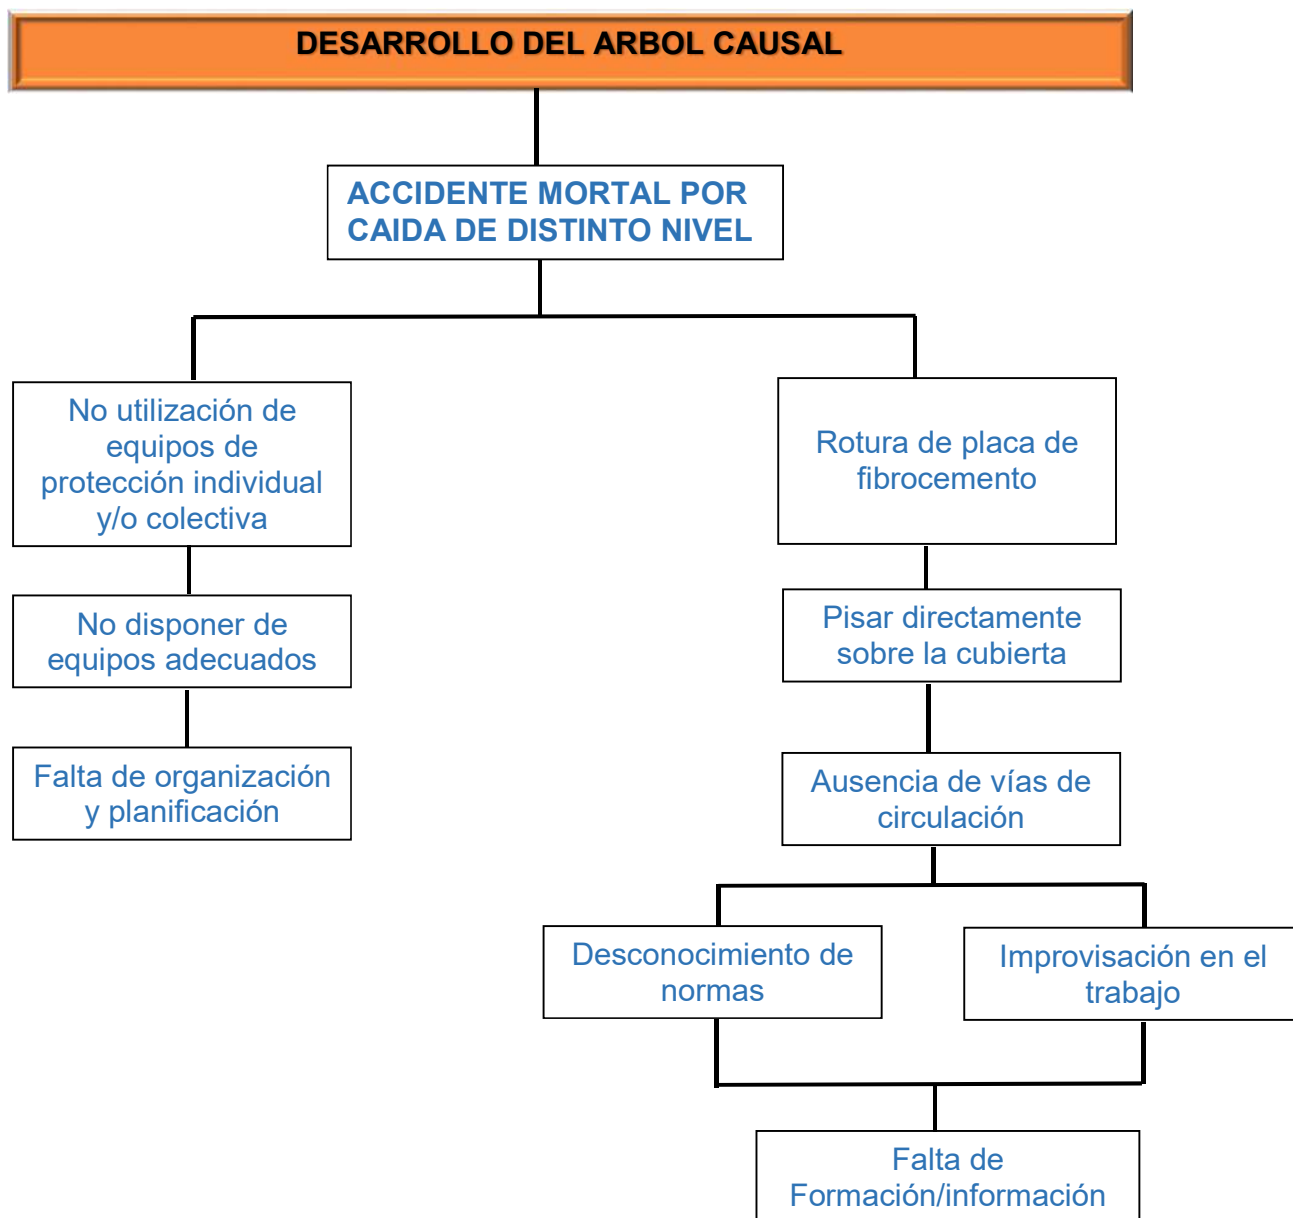 DESARROLLO DEL ARBOL CAUSAL
ACCIDENTE MORTAL POR
CAIDA DE DISTINTO NIVEL
No utilización de
equipos de
protección individual
y/o colectiva
Rotura de placa de
fibrocemento
No disponer de
equipos adecuados
Pisar directamente
sobre la cubierta
Falta de organización
y planificación
Ausencia de vías de
circulación
Desconocimiento de
normas
Improvisación en el
trabajo
Falta de
Formación/información